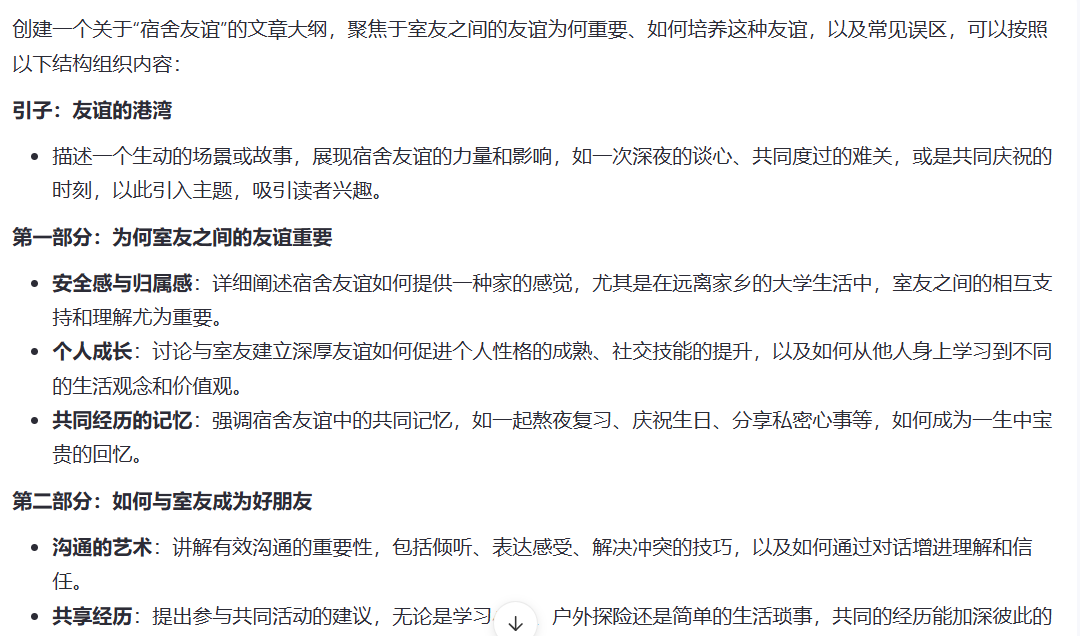 创建一个关于“宿舍友谊”的文章大纲，聚焦于室友之间的友谊为何重要、如何培养这种友谊，以及常见误区，可以按照
以下结构组织内容：
引子：友谊的港湾
• 描述一个生动的场景或故事，展现宿舍友谊的力量和影响，如一次深夜的谈心、共同度过的难关，或是共同庆祝的
时刻，以此引入主题，吸引读者兴趣。
第一部分：为何室友之间的友谊重要
• 安全感与归属感：详细阐述宿舍友谊如何提供一种家的感觉，尤其是在远离家乡的大学生活中，室友之间的相互支
持和理解尤为重要。
• 个人成长：讨论与室友建立深厚友谊如何促进个人性格的成熟、社交技能的提升，以及如何从他人身上学习到不同
的生活观念和价值观。
• 共同经历的记忆：强调宿舍友谊中的共同记忆，如一起熬夜复习、庆祝生日、分享私密心事等，如何成为一生中宝
贵的回忆。
第二部分：如何与室友成为好朋友
• 沟通的艺术：讲解有效沟通的重要性，包括倾听、表达感受、解决冲突的技巧，以及如何通过对话增进理解和信
任。
• 共享经历：提出参与共同活动的建议，无论是学习 户外探险还是简单的生活琐事，共同的经历能加深彼此的